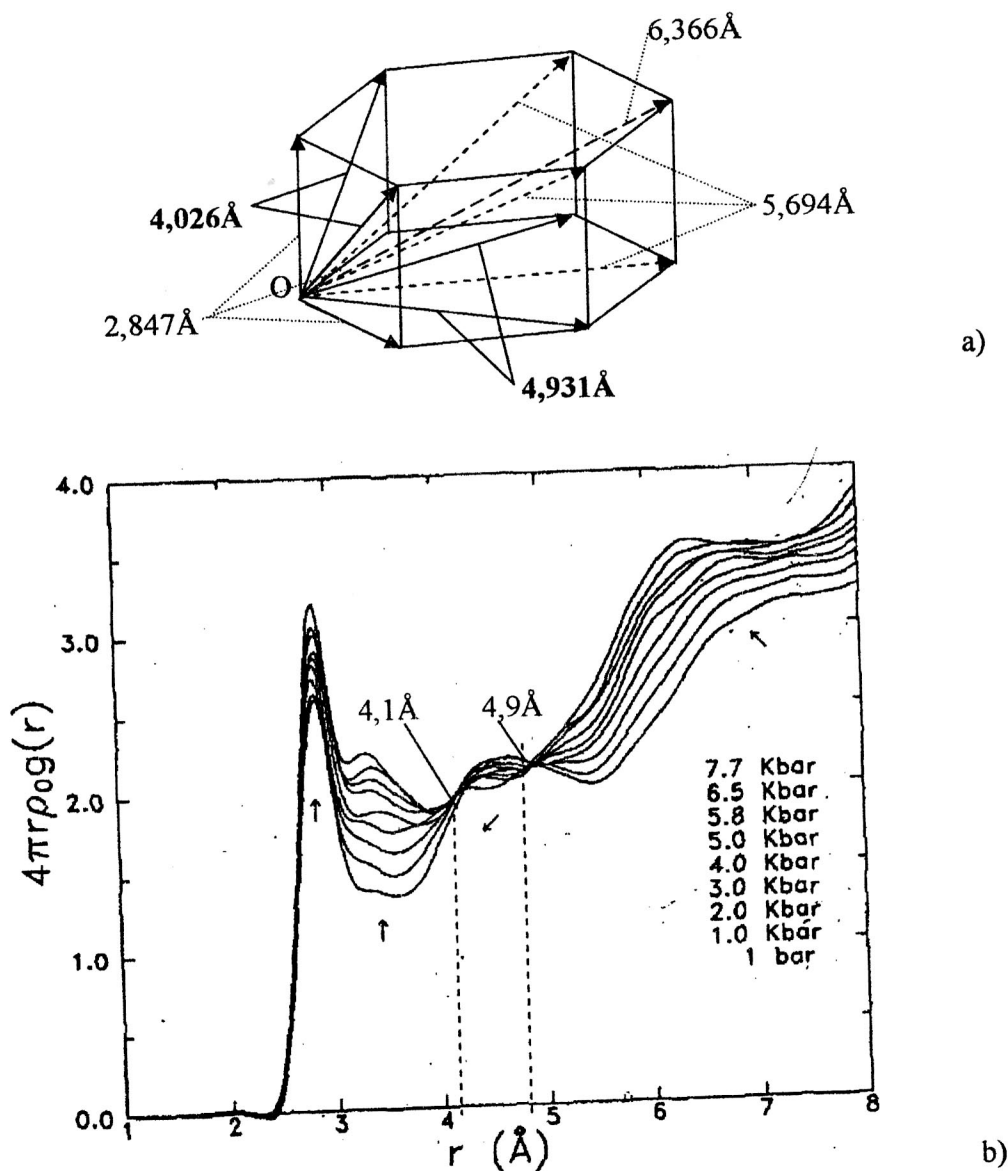 6,366Å
4,026Å
5,694Å
O
2,847Å
4,931Å
a)
4.0
3.0
2.0
1.0
0.0
4πrρ₀g(r)
4,1Å
4,9Å
7.7 Kbar
6.5 Kbar
5.8 Kbar
5.0 Kbar
4.0 Kbar
3.0 Kbar
2.0 Kbar
1.0 Kbar
1 bar
1 2 3 4 5 6 7 8
r (Å)
b)